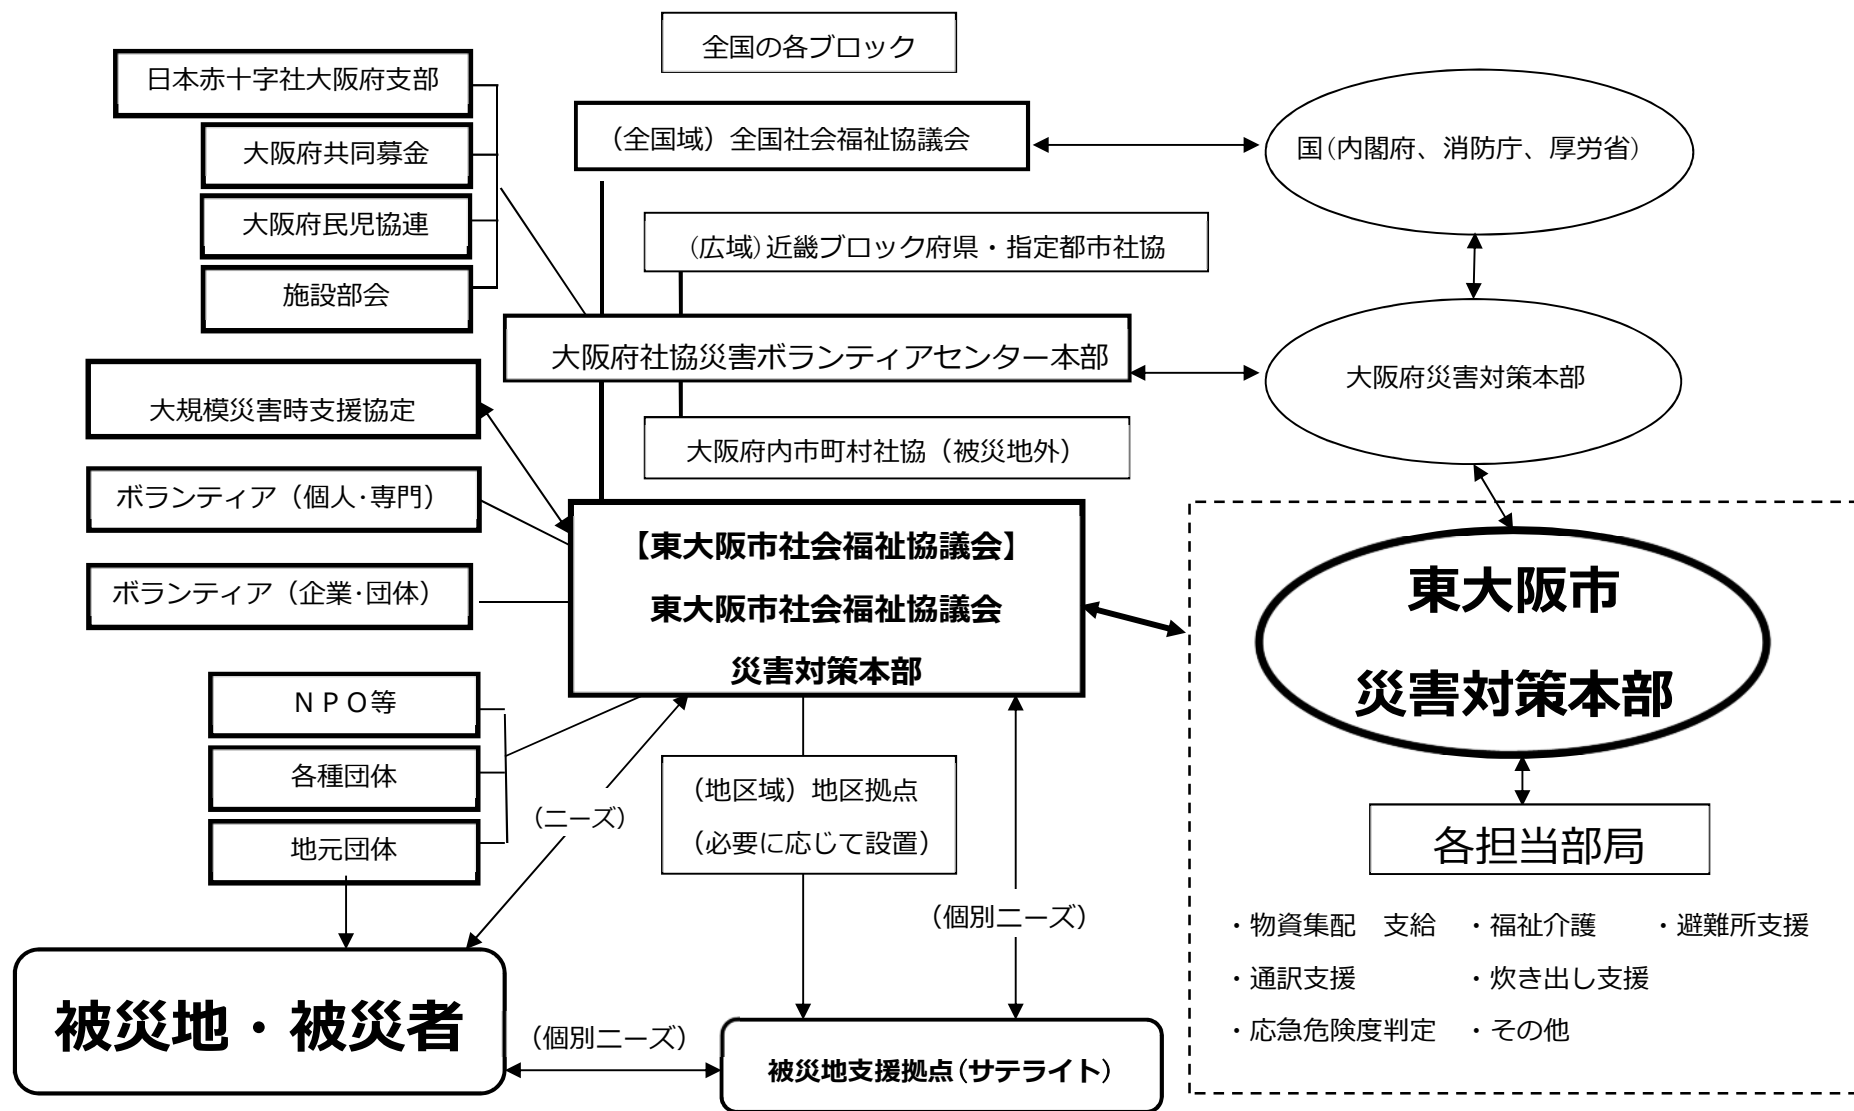 全国の各ブロック
日本赤十字社大阪府支部
大阪府共同募金
大阪府民児協連
施設部会
（全国域）全国社会福祉協議会
国（内閣府、消防庁、厚労省）
（広域）近畿ブロック府県・指定都市社協
大阪府社協災害ボランティアセンター本部
大阪府災害対策本部
大規模災害時支援協定
大阪府内市町村社協（被災地外）
ボランティア（個人・専門）
ボランティア（企業・団体）
【東大阪市社会福祉協議会】
東大阪市社会福祉協議会
災害対策本部
東大阪市
災害対策本部
ＮＰＯ等
各種団体
地元団体
（ニーズ）
（地区域）地区拠点
（必要に応じて設置）
（個別ニーズ）
各担当部局
・物資集配　支給　・福祉介護　・避難所支援
・通訳支援　・炊き出し支援
・応急危険度判定　・その他
被災地・被災者
（個別ニーズ）
被災地支援拠点（サテライト）